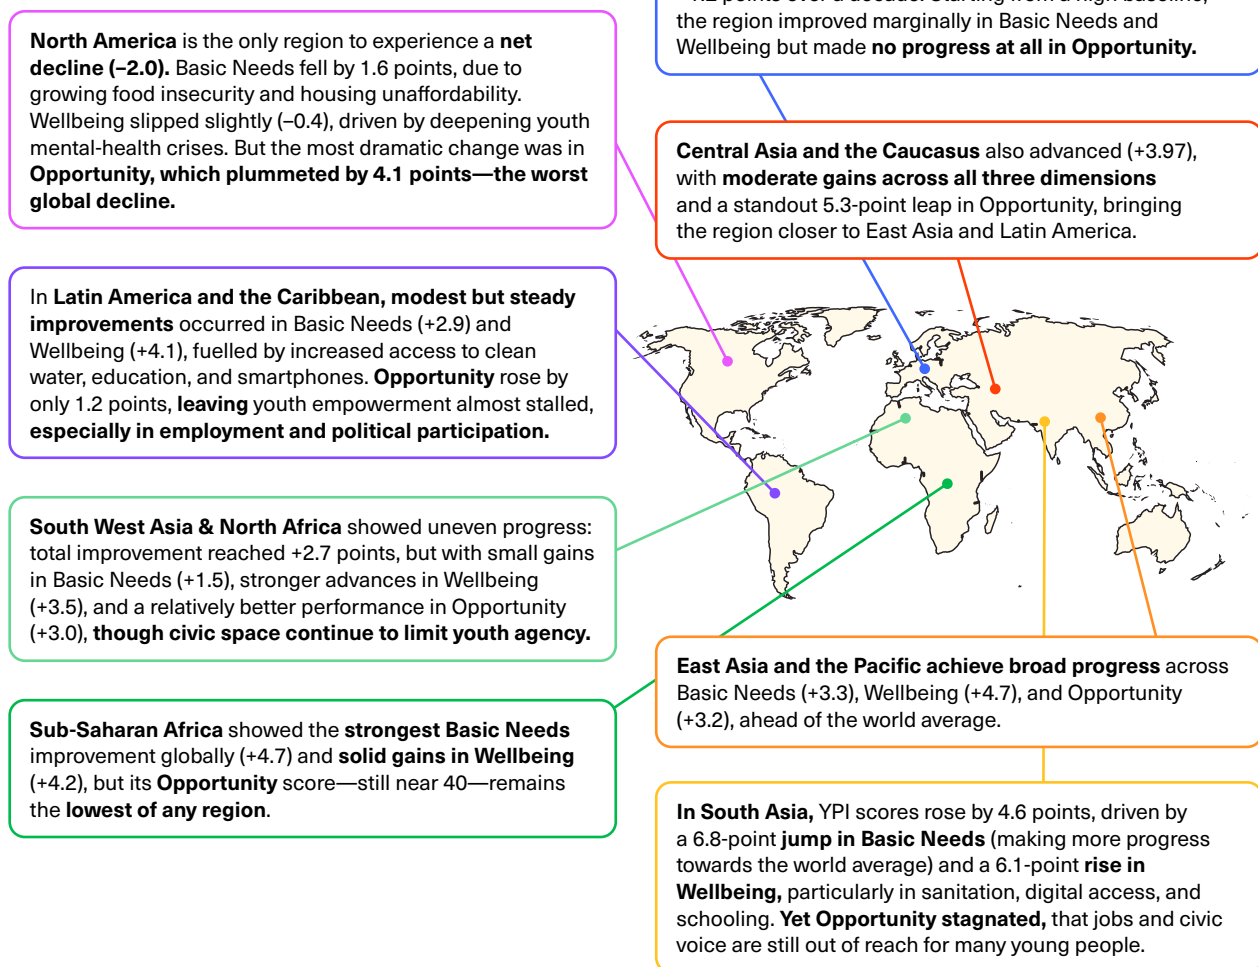 North America is the only region to experience a net
decline (–2.0). Basic Needs fell by 1.6 points, due to
growing food insecurity and housing unaffordability.
Wellbeing slipped slightly (–0.4), driven by deepening youth
mental-health crises. But the most dramatic change was in
Opportunity, which plummeted by 4.1 points—the worst
global decline.
In Latin America and the Caribbean, modest but steady
improvements occurred in Basic Needs (+2.9) and
Wellbeing (+4.1), fuelled by increased access to clean
water, education, and smartphones. Opportunity rose by
only 1.2 points, leaving youth empowerment almost stalled,
especially in employment and political participation.
South West Asia & North Africa showed uneven progress:
total improvement reached +2.7 points, but with small gains
in Basic Needs (+1.5), stronger advances in Wellbeing
(+3.5), and a relatively better performance in Opportunity
(+3.0), though civic space continue to limit youth agency.
Sub-Saharan Africa showed the strongest Basic Needs
improvement globally (+4.7) and solid gains in Wellbeing
(+4.2), but its Opportunity score—still near 40—remains
the lowest of any region.
points over a decade. Starting from a high baseline,
the region improved marginally in Basic Needs and
Wellbeing but made no progress at all in Opportunity.
Central Asia and the Caucasus also advanced (+3.97),
with moderate gains across all three dimensions
and a standout 5.3-point leap in Opportunity, bringing
the region closer to East Asia and Latin America.
East Asia and the Pacific achieve broad progress across
Basic Needs (+3.3), Wellbeing (+4.7), and Opportunity
(+3.2), ahead of the world average.
In South Asia, YPI scores rose by 4.6 points, driven by
a 6.8-point jump in Basic Needs (making more progress
towards the world average) and a 6.1-point rise in
Wellbeing, particularly in sanitation, digital access, and
schooling. Yet Opportunity stagnated, that jobs and civic
voice are still out of reach for many young people.